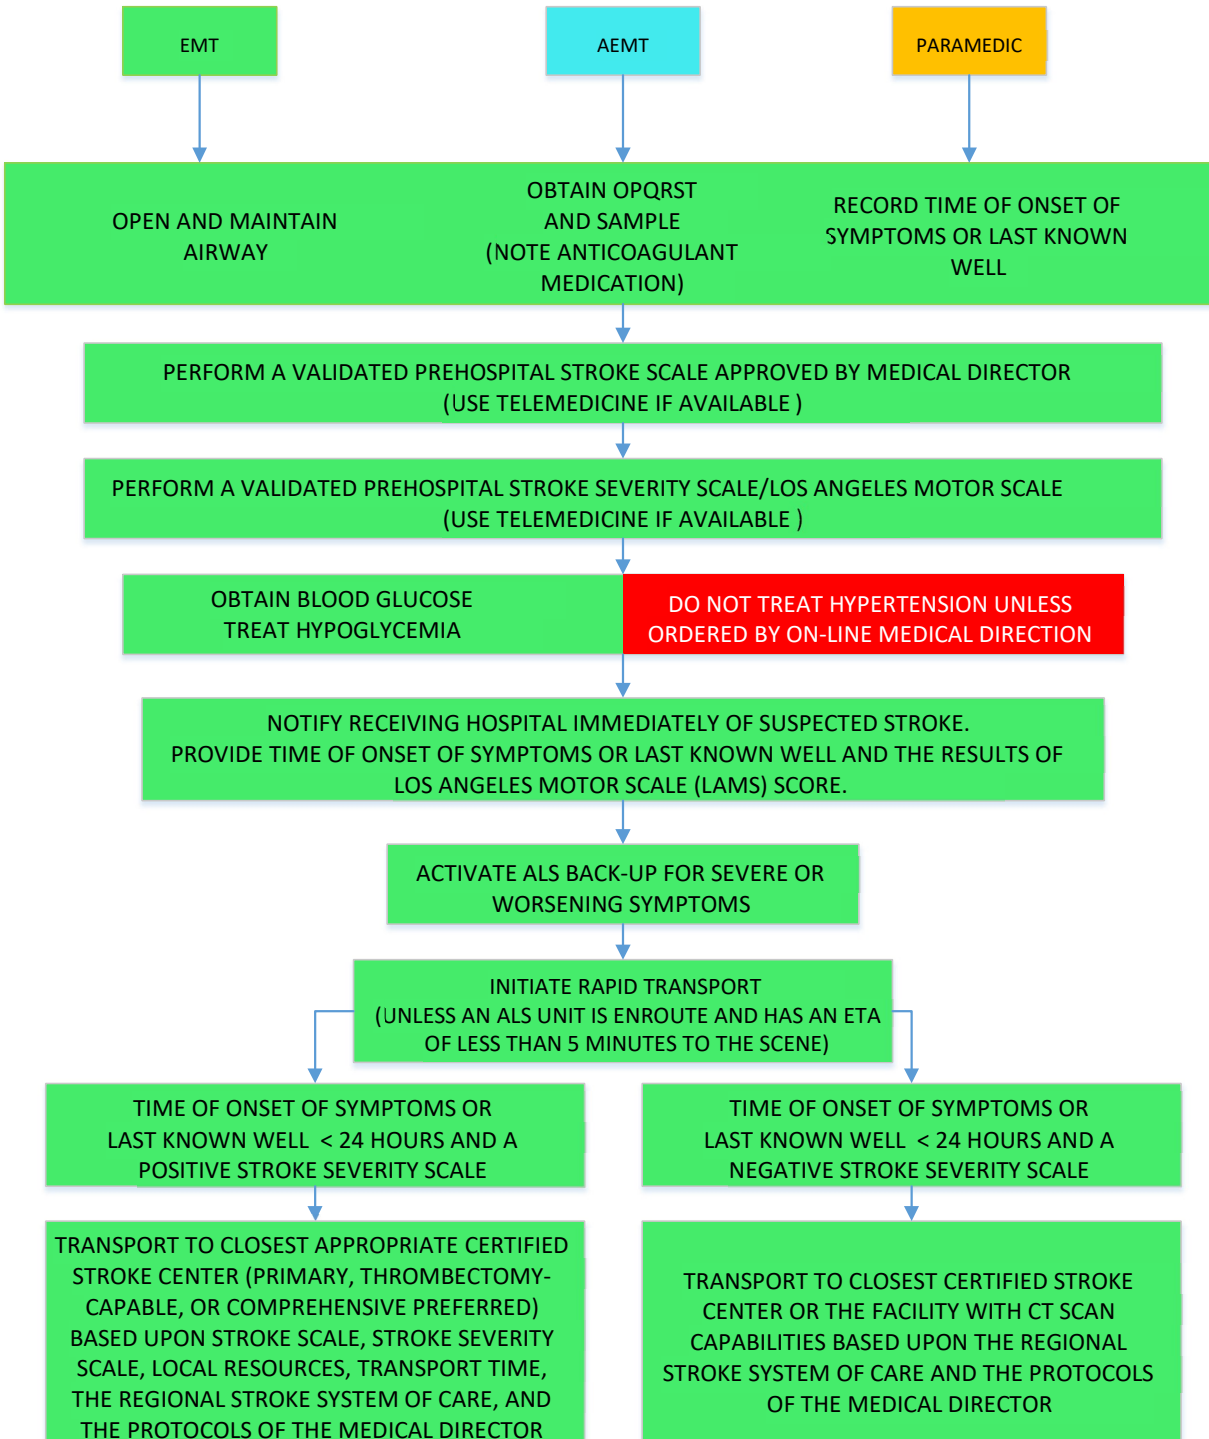 EMT
AEMT
PARAMEDIC
OPEN AND MAINTAIN
AIRWAY
OBTAIN OPQRST
AND SAMPLE
(NOTE ANTICOAGULANT
MEDICATION)
RECORD TIME OF ONSET OF
SYMPTOMS OR LAST KNOWN
WELL
PERFORM A VALIDATED PREHOSPITAL STROKE SCALE APPROVED BY MEDICAL DIRECTOR
(USE TELEMEDICINE IF AVAILABLE )
PERFORM A VALIDATED PREHOSPITAL STROKE SEVERITY SCALE/LOS ANGELES MOTOR SCALE
(USE TELEMEDICINE IF AVAILABLE )
OBTAIN BLOOD GLUCOSE
TREAT HYPOGLYCEMIA
DO NOT TREAT HYPERTENSION UNLESS
ORDERED BY ON-LINE MEDICAL DIRECTION
NOTIFY RECEIVING HOSPITAL IMMEDIATELY OF SUSPECTED STROKE.
PROVIDE TIME OF ONSET OF SYMPTOMS OR LAST KNOWN WELL AND THE RESULTS OF
LOS ANGELES MOTOR SCALE (LAMS) SCORE.
ACTIVATE ALS BACK-UP FOR SEVERE OR
WORSENING SYMPTOMS
INITIATE RAPID TRANSPORT
(UNLESS AN ALS UNIT IS ENROUTE AND HAS AN ETA
OF LESS THAN 5 MINUTES TO THE SCENE)
TIME OF ONSET OF SYMPTOMS OR
LAST KNOWN WELL < 24 HOURS AND A
POSITIVE STROKE SEVERITY SCALE
TIME OF ONSET OF SYMPTOMS OR
LAST KNOWN WELL < 24 HOURS AND A
NEGATIVE STROKE SEVERITY SCALE
TRANSPORT TO CLOSEST APPROPRIATE CERTIFIED
STROKE CENTER (PRIMARY, THROMBECTOMY-
CAPABLE, OR COMPREHENSIVE PREFERRED)
BASED UPON STROKE SCALE, STROKE SEVERITY
SCALE, LOCAL RESOURCES, TRANSPORT TIME,
THE REGIONAL STROKE SYSTEM OF CARE, AND
THE PROTOCOLS OF THE MEDICAL DIRECTOR
TRANSPORT TO CLOSEST CERTIFIED STROKE
CENTER OR THE FACILITY WITH CT SCAN
CAPABILITIES BASED UPON THE REGIONAL
STROKE SYSTEM OF CARE AND THE PROTOCOLS
OF THE MEDICAL DIRECTOR